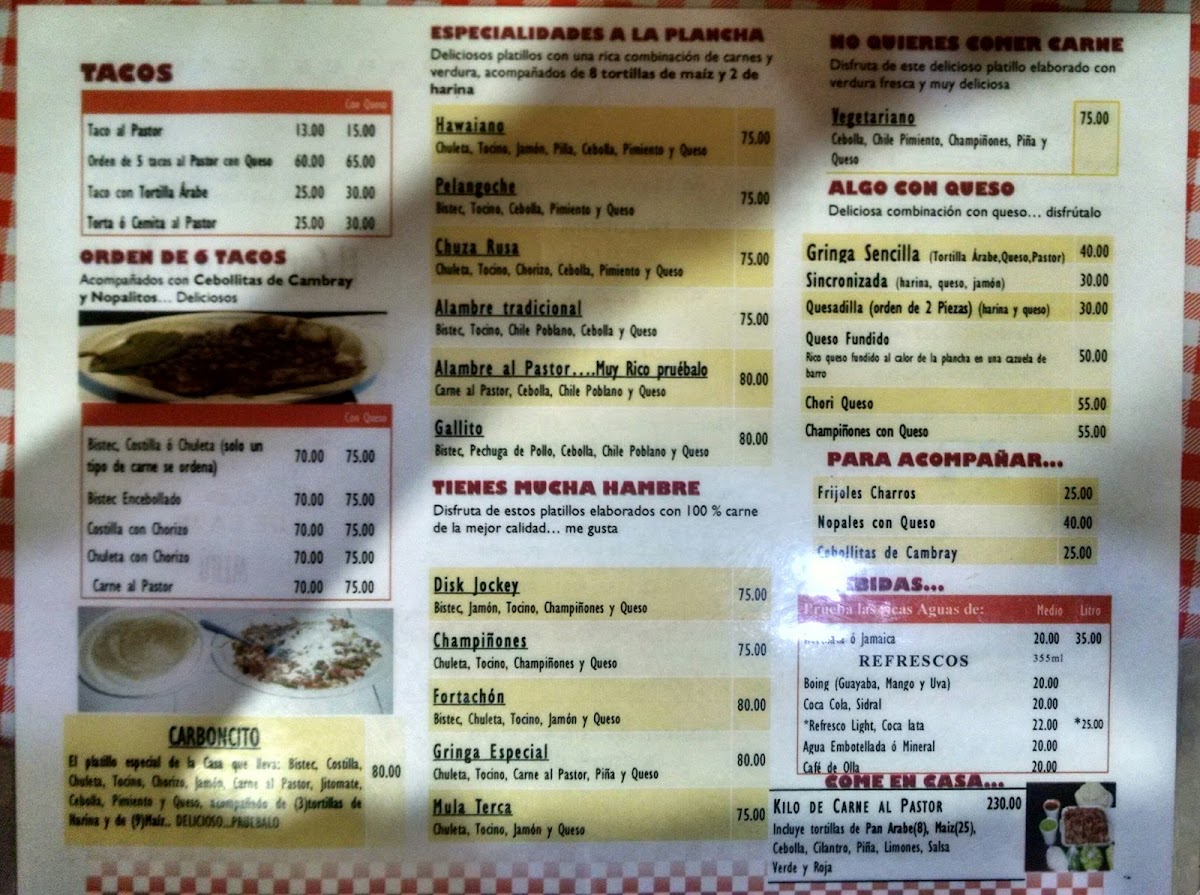 TACOS
Con Queso
Taco al Pastor 13.00 15.00
Orden de 5 tacos al Pastor con Queso 60.00 65.00
Taco con Tortilla Árabe 25.00 30.00
Torta ó Cemita al Pastor 25.00 30.00
ORDEN DE 6 TACOS
Acompañados con Cebollitas de Cambray
y Nopalitos... Deliciosos
Con Queso
Bistec, Costilla ó Chuleta (solo un
tipo de carne se ordena) 70.00 75.00
Bistec Encebollado 70.00 75.00
Costilla con Chorizo 70.00 75.00
Chuleta con Chorizo 70.00 75.00
Carne al Pastor 70.00 75.00
CARBONCITO
El platillo especial de la Casa que lleva: Bistec, Costilla,
Chuleta, Tocino, Chorizo, Jamón, Carne al Pastor, Jitomate, 80.00
Cebolla, Pimiento y Queso, acompañado de (3)tortillas de
Harina y de (9)Maíz.. DELICIOSO...PRUEBALO
ESPECIALIDADES A LA PLANCHA
Deliciosos platillos con una rica combinación de carnes y
verdura, acompañados de 8 tortillas de maíz y 2 de
harina
Hawaiano
Chuleta, Tocino, Jamón, Piña, Cebolla, Pimiento y Queso 75.00
Pelangoche
Bistec, Tocino, Cebolla, Pimiento y Queso 75.00
Chuza Rusa
Chuleta, Tocino, Chorizo, Cebolla, Pimiento y Queso 75.00
Alambre tradicional
Bistec, Tocino, Chile Poblano, Cebolla y Queso 75.00
Alambre al Pastor....Muy Rico pruébalo
Carne al Pastor, Cebolla, Chile Poblano y Queso 80.00
Gallito
Bistec, Pechuga de Pollo, Cebolla, Chile Poblano y Queso 80.00
TIENES MUCHA HAMBRE
Disfruta de estos platillos elaborados con 100 % carne
de la mejor calidad... me gusta
Disk Jockey
Bistec, Jamón, Tocino, Champiñones y Queso 75.00
Champiñones
Chuleta, Tocino, Champiñones y Queso 75.00
Fortachón
Bistec, Chuleta, Tocino, Jamón y Queso 80.00
Gringa Especial
Chuleta, Tocino, Carne al Pastor, Piña y Queso 80.00
Mula Terca
Chuleta, Tocino, Jamón y Queso 75.00
NO QUIERES COMER CARNE
Disfruta de este delicioso platillo elaborado con
verdura fresca y muy deliciosa
Vegetariano 75.00
Cebolla, Chile Pimiento, Champiñones, Piña y
Queso
ALGO CON QUESO
Deliciosa combinación con queso... disfrútalo
Gringa Sencilla (Tortilla Árabe,Queso,Pastor) 40.00
Sincronizada (harina, queso, jamón) 30.00
Quesadilla (orden de 2 Piezas) (harina y queso) 30.00
Queso Fundido
Rico queso fundido al calor de la plancha en una cazuela de 50.00
barro
Chori Queso 55.00
Champiñones con Queso 55.00
PARA ACOMPAÑAR...
Frijoles Charros 25.00
Nopales con Queso 40.00
Cebollitas de Cambray 25.00
BIDAS...
Prueba las ricas Aguas de: Medio Litro
ó Jamaica 20.00 35.00
REFRESCOS 355ml
Boing (Guayaba, Mango y Uva) 20.00
Coca Cola, Sidral 20.00
*Refresco Light, Coca lata 22.00 *25.00
Agua Embotellada ó Mineral 20.00
Café de Olla 20.00
COME EN CASA...
KILO DE CARNE AL PASTOR 230.00
Incluye tortillas de Pan Arabe(8), Maiz(25),
Cebolla, Cilantro, Piña, Limones, Salsa
Verde y Roja